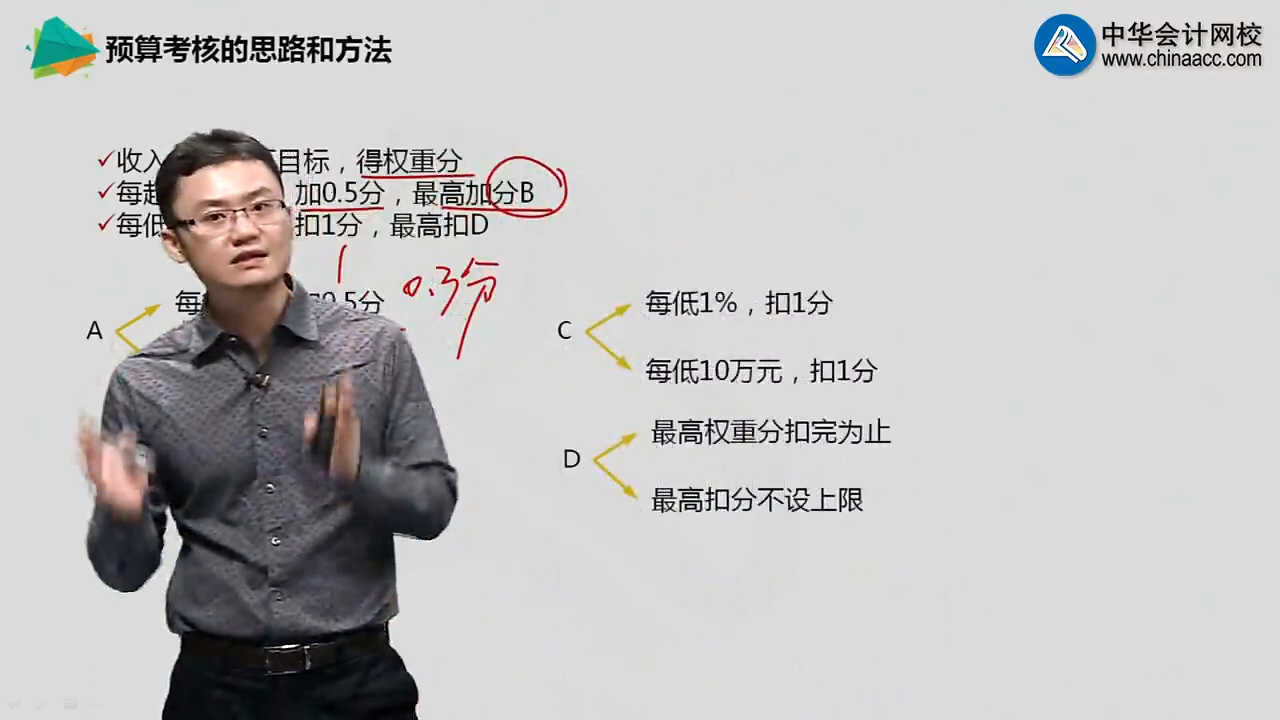 预算考核的思路和方法
中华会计网校
www.chinaacc.com
收入 目标，得权重分
每超 加0.5分，最高加分B
每低 扣1分，最高扣D
1
0.3分
A
每 0.5分
C
每低1%，扣1分
每低10万元，扣1分
D
最高权重分扣完为止
最高扣分不设上限